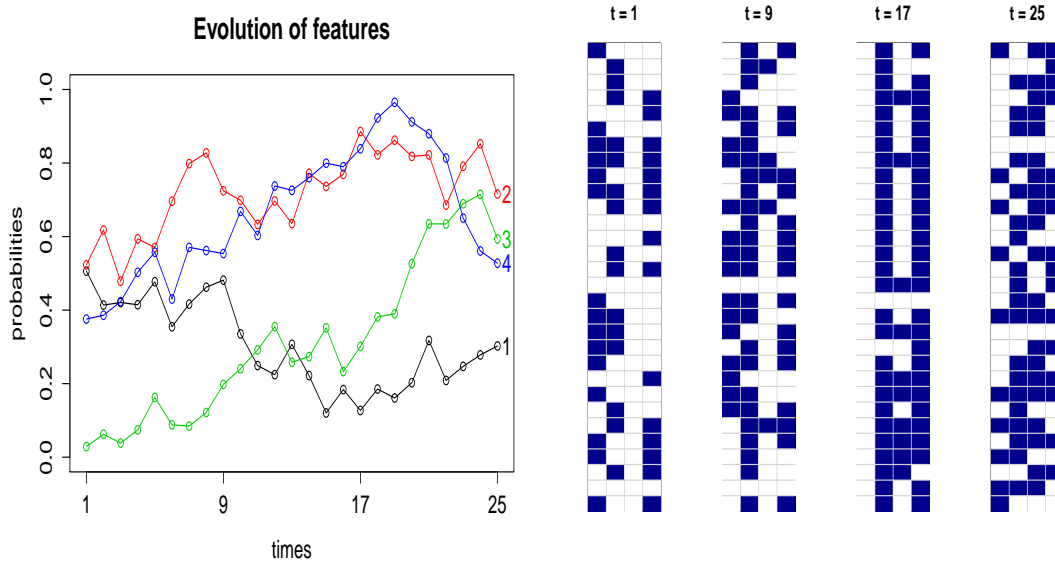 Evolution of features
t = 1
t = 9
t = 17
t = 25
probabilities
1.0
0.8
0.6
0.4
0.2
0.0
2
3
4
1
1
9
17
25
times